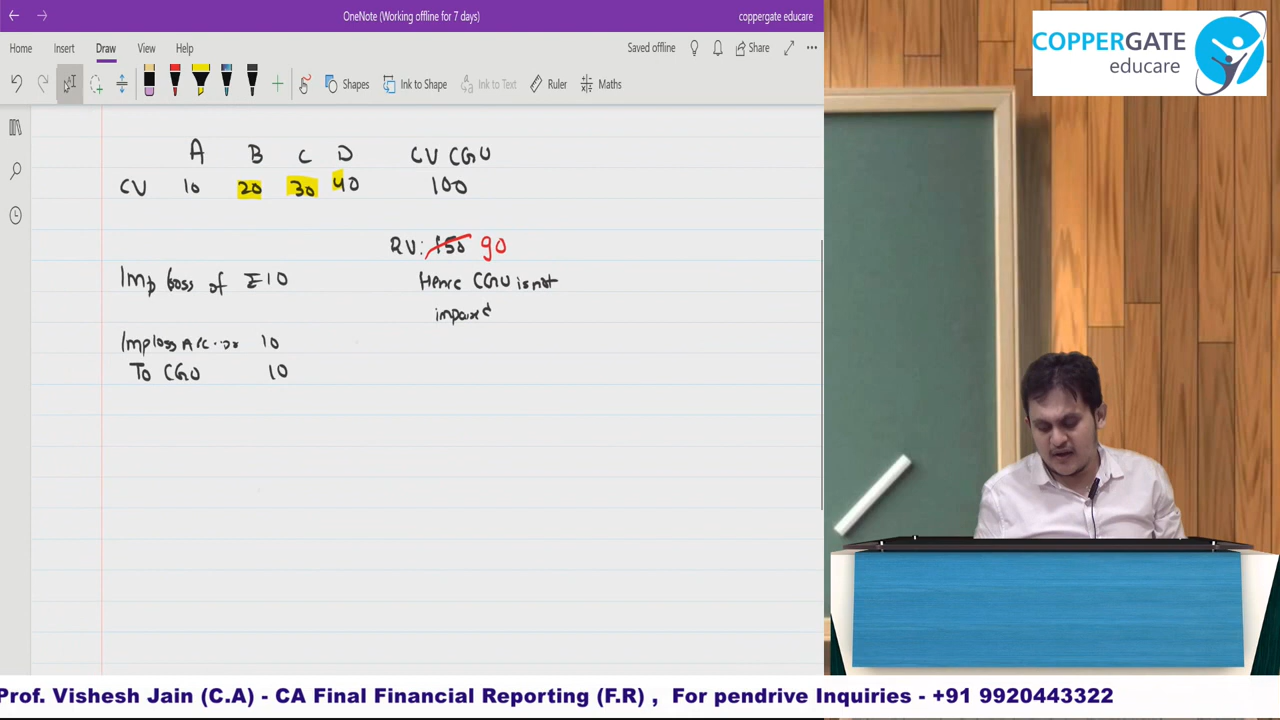 OneNote (Working offline for 7 days)
coppergate educare
Home Insert Draw View Help
Saved offline
Share
Shapes
Ink to Shape
Ink to Text
Ruler
Maths
COPPERGATE
educare
A B C D CV CGU
CV 10 20 30 40 100
RV: 150 90
Imp loss of Σ10
Hence CGU is not
impaired
Imp loss A/c Dr 10
To CGU 10
Prof. Vishesh Jain (C.A) - CA Final Financial Reporting (F.R) , For pendrive Inquiries - +91 9920443322